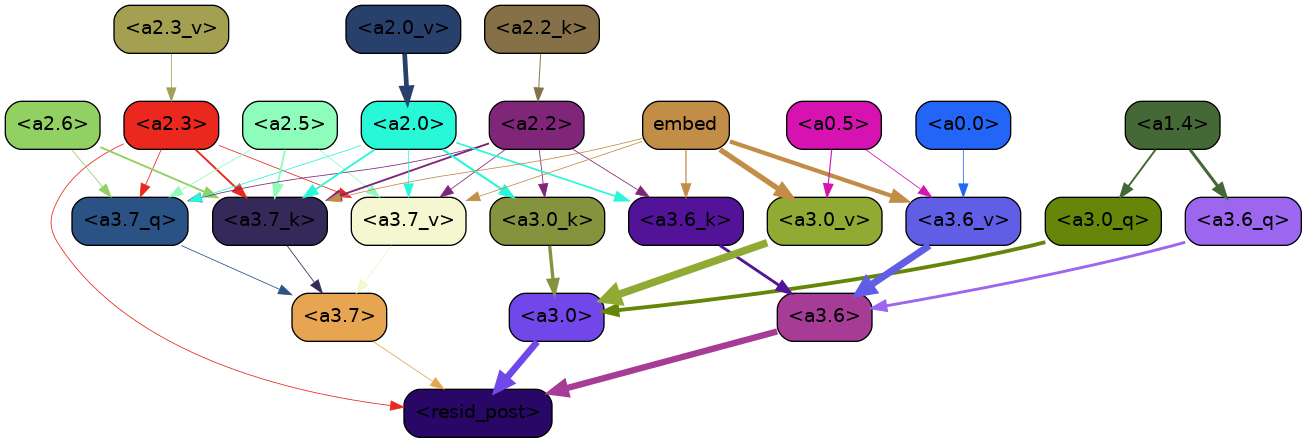 <a2.3_v> <a2.0_v> <a2.2_k>
<a2.6> <a2.3> <a2.5> <a2.0> <a2.2> embed <a0.5> <a0.0> <a1.4>
<a3.7_q> <a3.7_k> <a3.7_v> <a3.0_k> <a3.6_k> <a3.0_v> <a3.6_v> <a3.0_q> <a3.6_q>
<a3.7> <a3.0> <a3.6>
<resid_post>